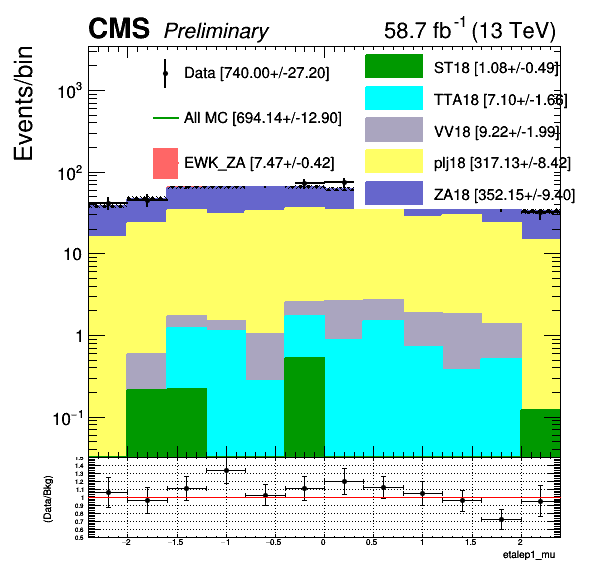 CMS Preliminary 58.7 fb⁻¹ (13 TeV)
Events/bin
Data [740.00+/-27.20]
All MC [694.14+/-12.90]
EWK_ZA [7.47+/-0.42]
ST18 [1.08+/-0.49]
TTA18 [7.10+/-1.66]
VV18 [9.22+/-1.99]
plj18 [317.13+/-8.42]
ZA18 [352.15+/-9.40]
10³
10²
10
1
10⁻¹
(Data/Bkg)
1.5
1.4
1.3
1.2
1.1
1
0.9
0.8
0.7
0.6
0.5
−2 −1.5 −1 −0.5 0 0.5 1 1.5 2
etalep1_mu